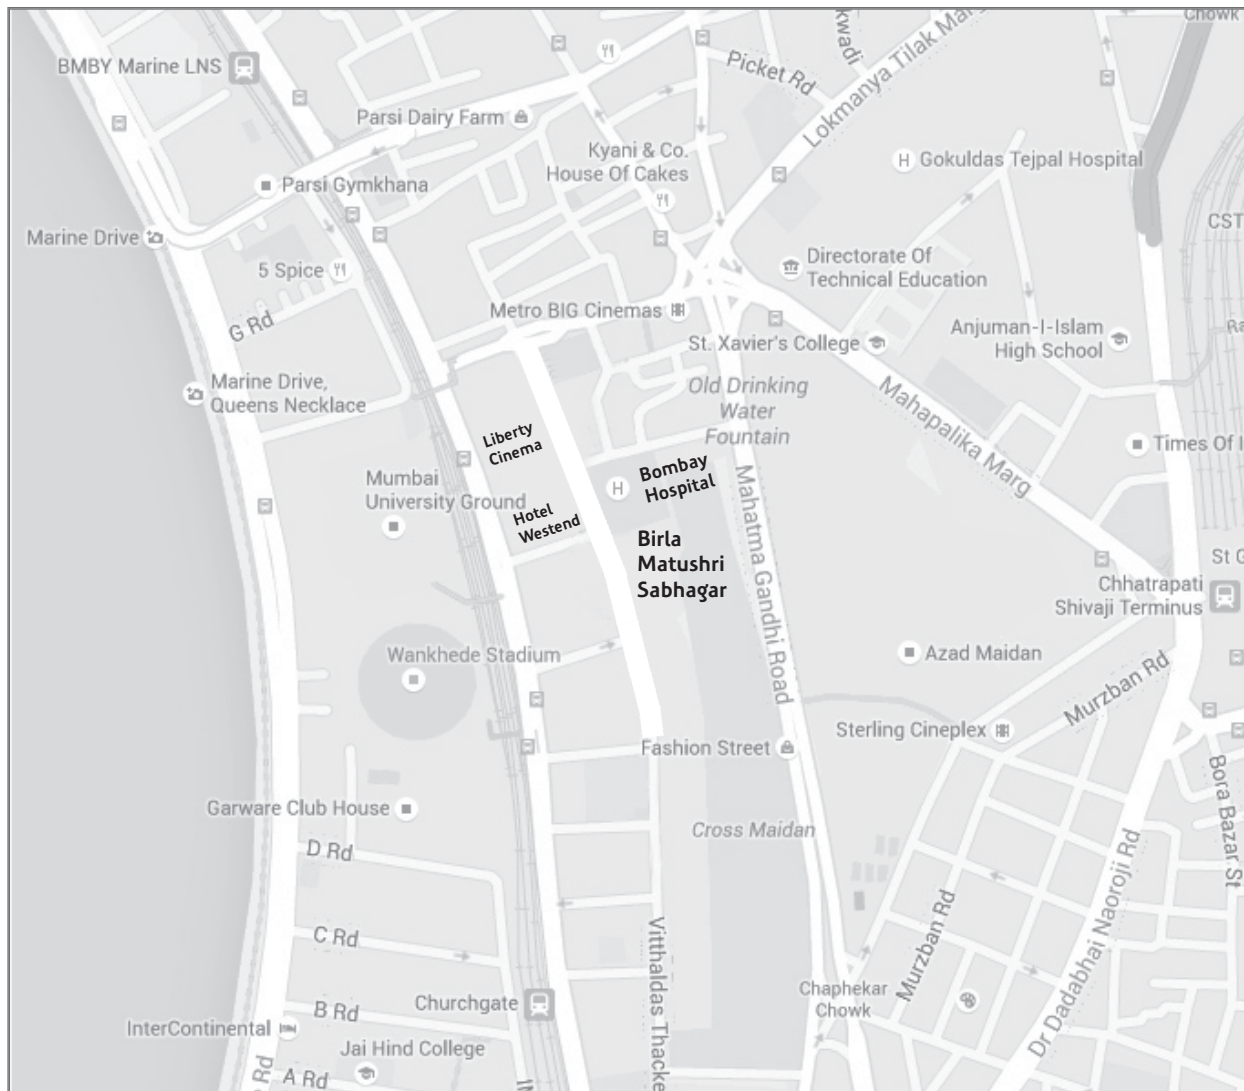 Chowk
kwadi
Lokmanya Tilak Marg
Picket Rd
BMBY Marine LNS
Parsi Dairy Farm
Kyani & Co.
House Of Cakes
H
Gokuldas Tejpal Hospital
Parsi Gymkhana
CST
Marine Drive
5 Spice
Directorate Of
Technical Education
Metro BIG Cinemas
G Rd
St. Xavier's College
Anjuman-I-Islam
High School
Ra
Marine Drive,
Queens Necklace
Old Drinking
Water
Fountain
Mahapalika Marg
Liberty
Cinema
Times Of I
Mumbai
University Ground
H
Bombay
Hospital
Hotel
Westend
Mahatma Gandhi Road
Birla
Matushri
Sabhagar
St G
Chhatrapati
Shivaji Terminus
Wankhede Stadium
Azad Maidan
Murzban Rd
Sterling Cineplex
Fashion Street
Bora Bazar St
Garware Club House
Cross Maidan
D Rd
Dr Dadabhai Naoroji Rd
Murzban Rd
C Rd
Vitthaldas Thacke
Churchgate
Chaphekar
Chowk
B Rd
InterContinental
Jai Hind College
A Rd
Rd